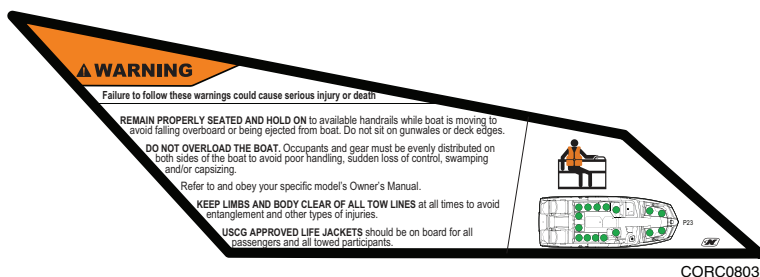 WARNING
Failure to follow these warnings could cause serious injury or death
REMAIN PROPERLY SEATED AND HOLD ON to available handrails while boat is moving to
avoid falling overboard or being ejected from boat. Do not sit on gunwales or deck edges.
DO NOT OVERLOAD THE BOAT. Occupants and gear must be evenly distributed on
both sides of the boat to avoid poor handling, sudden loss of control, swamping
and/or capsizing.
Refer to and obey your specific model's Owner's Manual.
KEEP LIMBS AND BODY CLEAR OF ALL TOW LINES at all times to avoid
entanglement and other types of injuries.
USCG APPROVED LIFE JACKETS should be on board for all
passengers and all towed participants.
P23
CORC0803